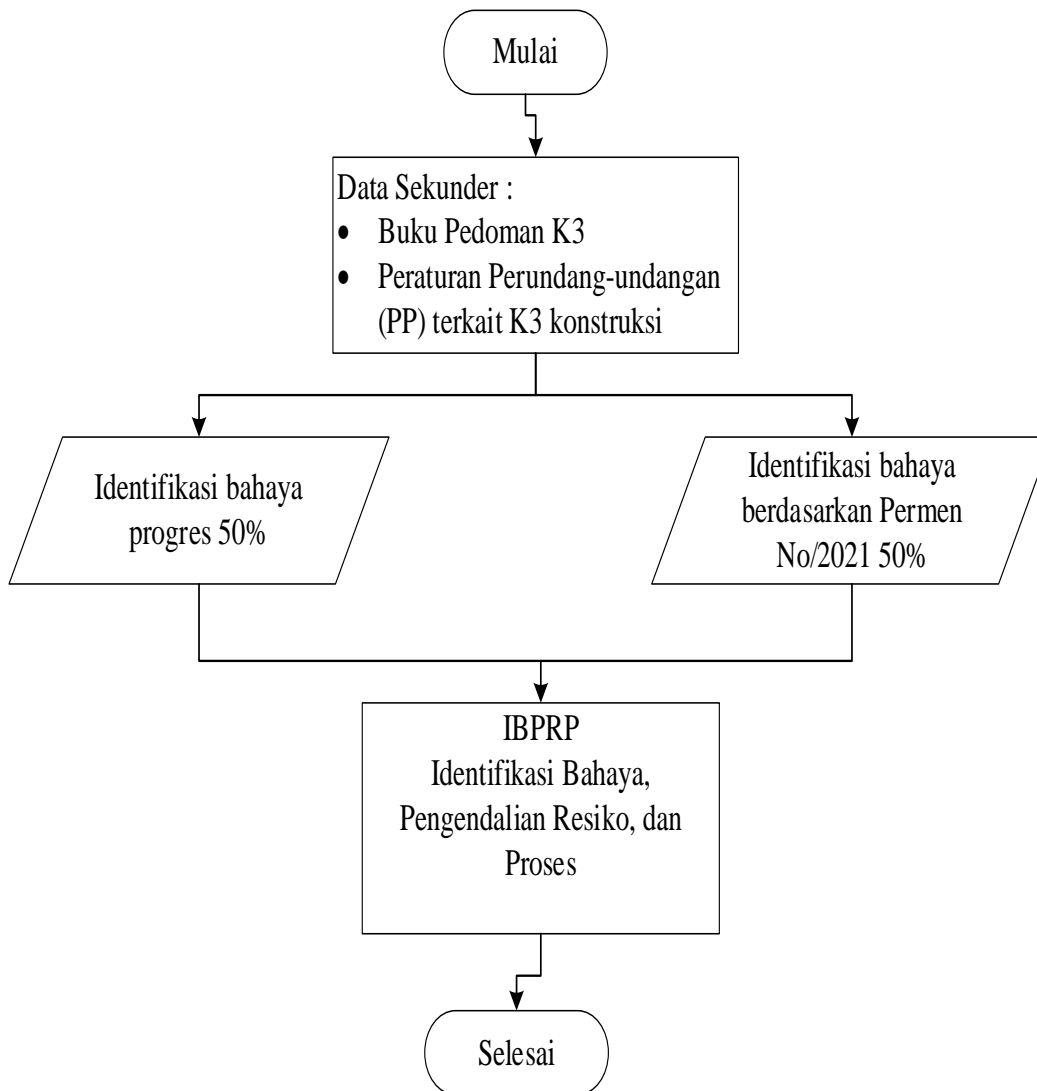 Mulai
Data Sekunder :
• Buku Pedoman K3
• Peraturan Perundang-undangan
(PP) terkait K3 konstruksi
Identifikasi bahaya
progres 50%
Identifikasi bahaya
berdasarkan Permen
No/2021 50%
IBPRP
Identifikasi Bahaya,
Pengendalian Resiko, dan
Proses
Selesai